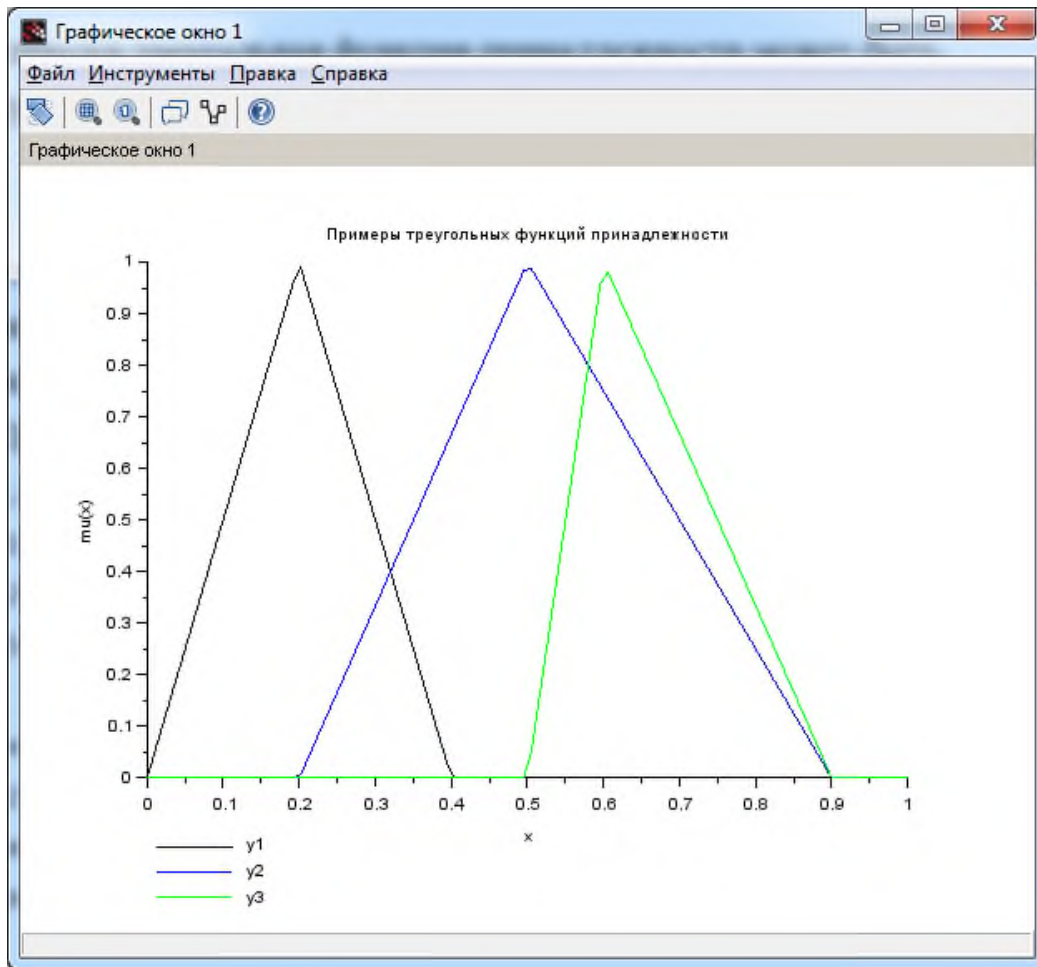 Графическое окно 1
Файл Инструменты Правка Справка
Графическое окно 1
Примеры треугольных функций принадлежности
1
0.9
0.8
0.7
0.6
0.5
0.4
0.3
0.2
0.1
0
mu(x)
0 0.1 0.2 0.3 0.4 0.5 0.6 0.7 0.8 0.9 1
x
y1
y2
y3